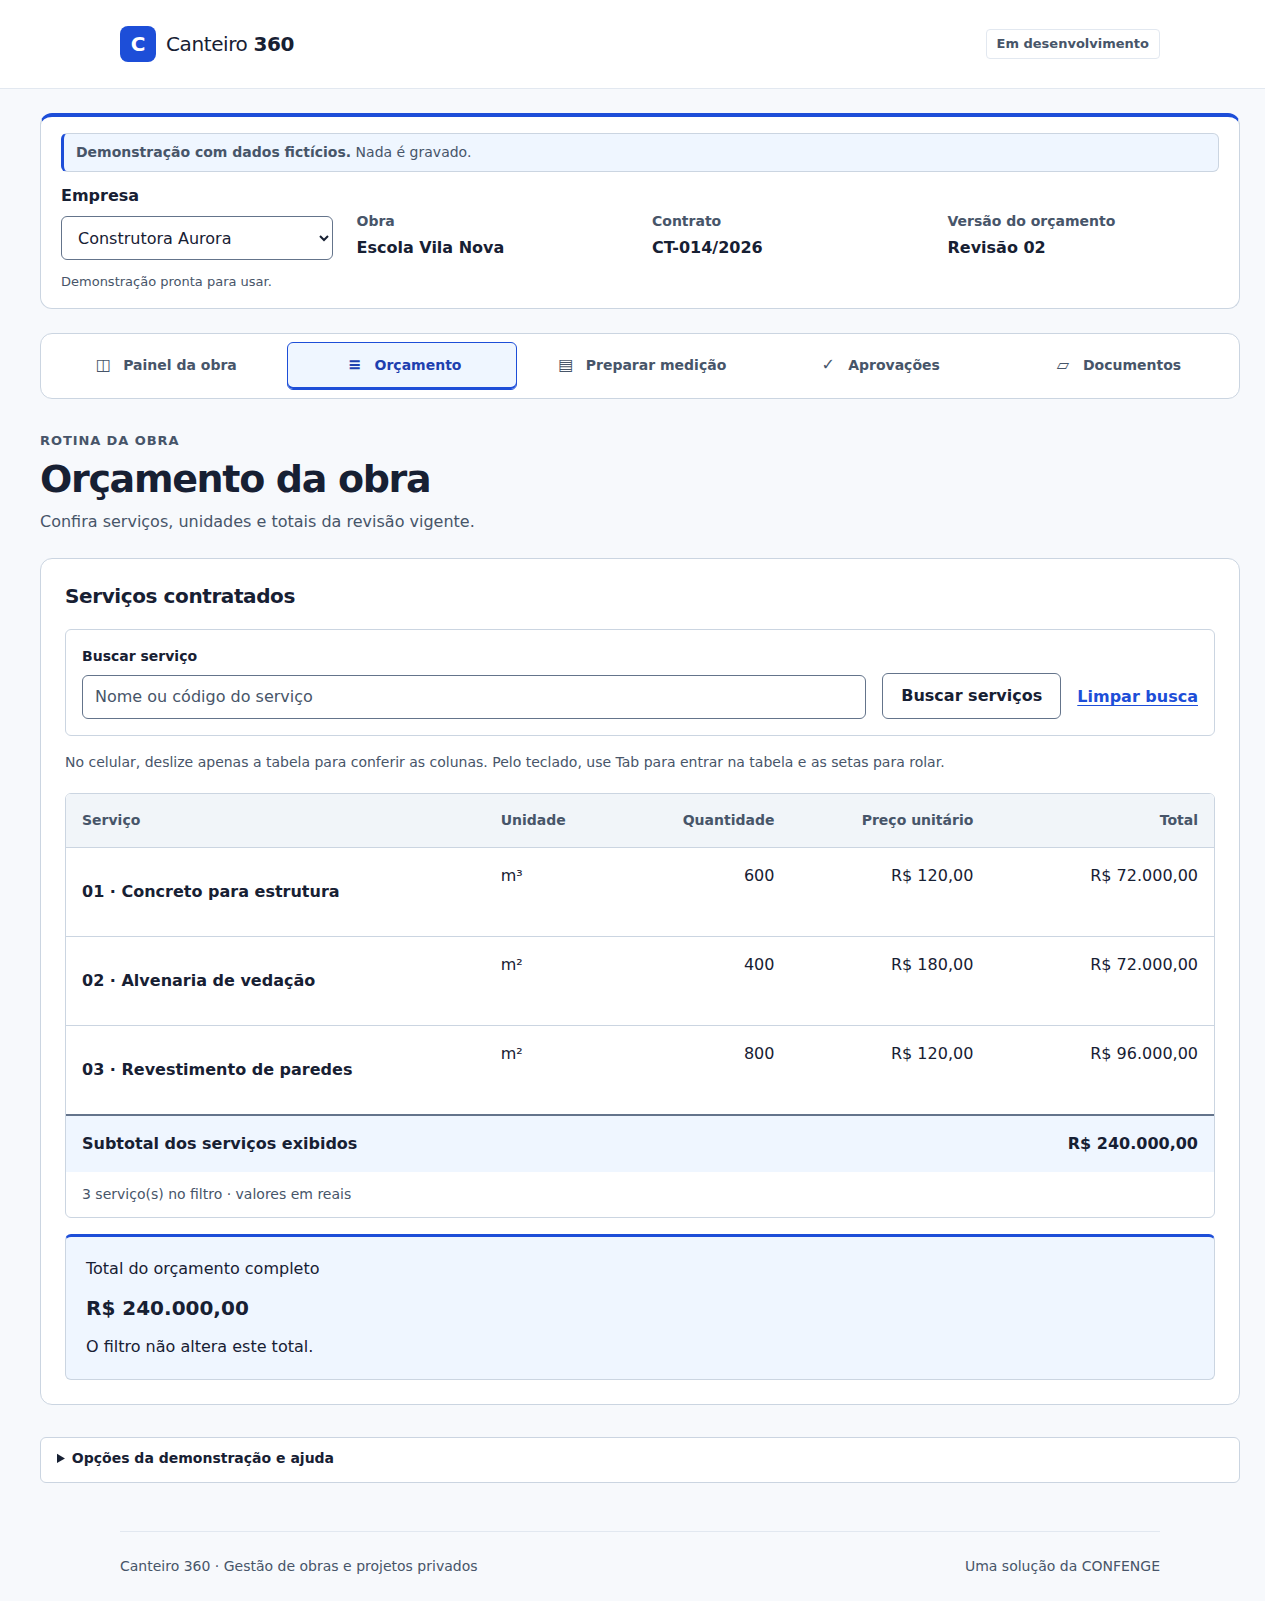 C Canteiro 360
Em desenvolvimento
Demonstração com dados fictícios. Nada é gravado.
Empresa
Construtora Aurora
Obra
Escola Vila Nova
Contrato
CT-014/2026
Versão do orçamento
Revisão 02
Demonstração pronta para usar.
Painel da obra
Orçamento
Preparar medição
Aprovações
Documentos
ROTINA DA OBRA
Orçamento da obra
Confira serviços, unidades e totais da revisão vigente.
Serviços contratados
Buscar serviço
Nome ou código do serviço
Buscar serviços
Limpar busca
No celular, deslize apenas a tabela para conferir as colunas. Pelo teclado, use Tab para entrar na tabela e as setas para rolar.
Serviço Unidade Quantidade Preço unitário Total
01 · Concreto para estrutura m³ 600 R$ 120,00 R$ 72.000,00
02 · Alvenaria de vedação m² 400 R$ 180,00 R$ 72.000,00
03 · Revestimento de paredes m² 800 R$ 120,00 R$ 96.000,00
Subtotal dos serviços exibidos R$ 240.000,00
3 serviço(s) no filtro · valores em reais
Total do orçamento completo
R$ 240.000,00
O filtro não altera este total.
Opções da demonstração e ajuda
Canteiro 360 · Gestão de obras e projetos privados
Uma solução da CONFENGE